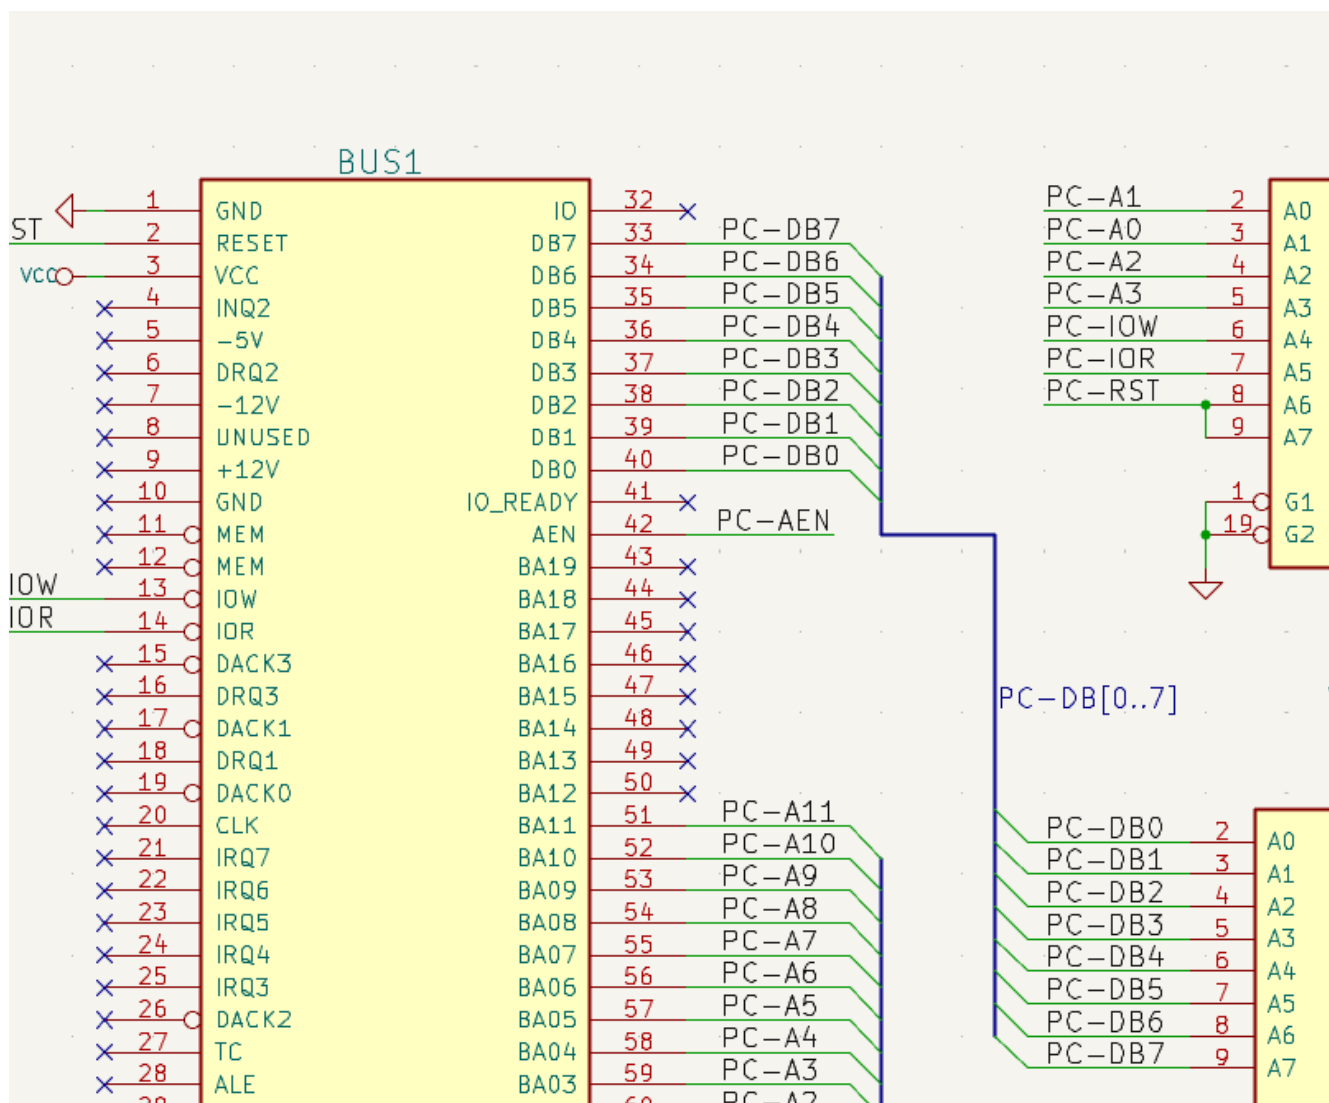 BUS1
1 GND
ST 2 RESET
VCC 3 VCC
4 INQ2
5 -5V
6 DRQ2
7 -12V
8 UNUSED
9 +12V
10 GND
11 MEM
12 MEM
IOW 13 IOW
IOR 14 IOR
15 DACK3
16 DRQ3
17 DACK1
18 DRQ1
19 DACK0
20 CLK
21 IRQ7
22 IRQ6
23 IRQ5
24 IRQ4
25 IRQ3
26 DACK2
27 TC
28 ALE
IO 32
DB7 33 PC-DB7
DB6 34 PC-DB6
DB5 35 PC-DB5
DB4 36 PC-DB4
DB3 37 PC-DB3
DB2 38 PC-DB2
DB1 39 PC-DB1
DB0 40 PC-DB0
IO_READY 41
AEN 42 PC-AEN
BA19 43
BA18 44
BA17 45
BA16 46
BA15 47
BA14 48
BA13 49
BA12 50
BA11 51 PC-A11
BA10 52 PC-A10
BA09 53 PC-A9
BA08 54 PC-A8
BA07 55 PC-A7
BA06 56 PC-A6
BA05 57 PC-A5
BA04 58 PC-A4
BA03 59 PC-A3
PC-A1 2 A0
PC-A0 3 A1
PC-A2 4 A2
PC-A3 5 A3
PC-IOW 6 A4
PC-IOR 7 A5
PC-RST 8 A6
9 A7
1 G1
19 G2
PC-DB[0..7]
PC-DB0 2 A0
PC-DB1 3 A1
PC-DB2 4 A2
PC-DB3 5 A3
PC-DB4 6 A4
PC-DB5 7 A5
PC-DB6 8 A6
PC-DB7 9 A7